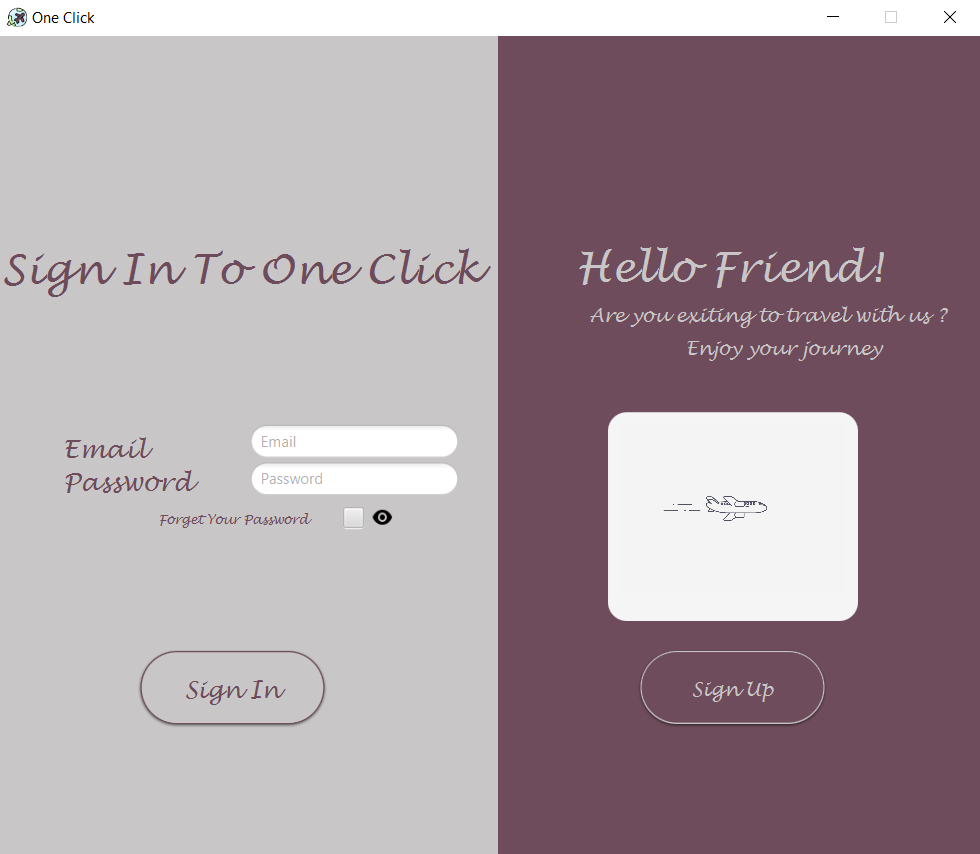 One Click
Sign In To One Click
Email
Email
Password
Password
Forget Your Password
Sign In
Hello Friend!
Are you exiting to travel with us ?
Enjoy your journey
Sign Up